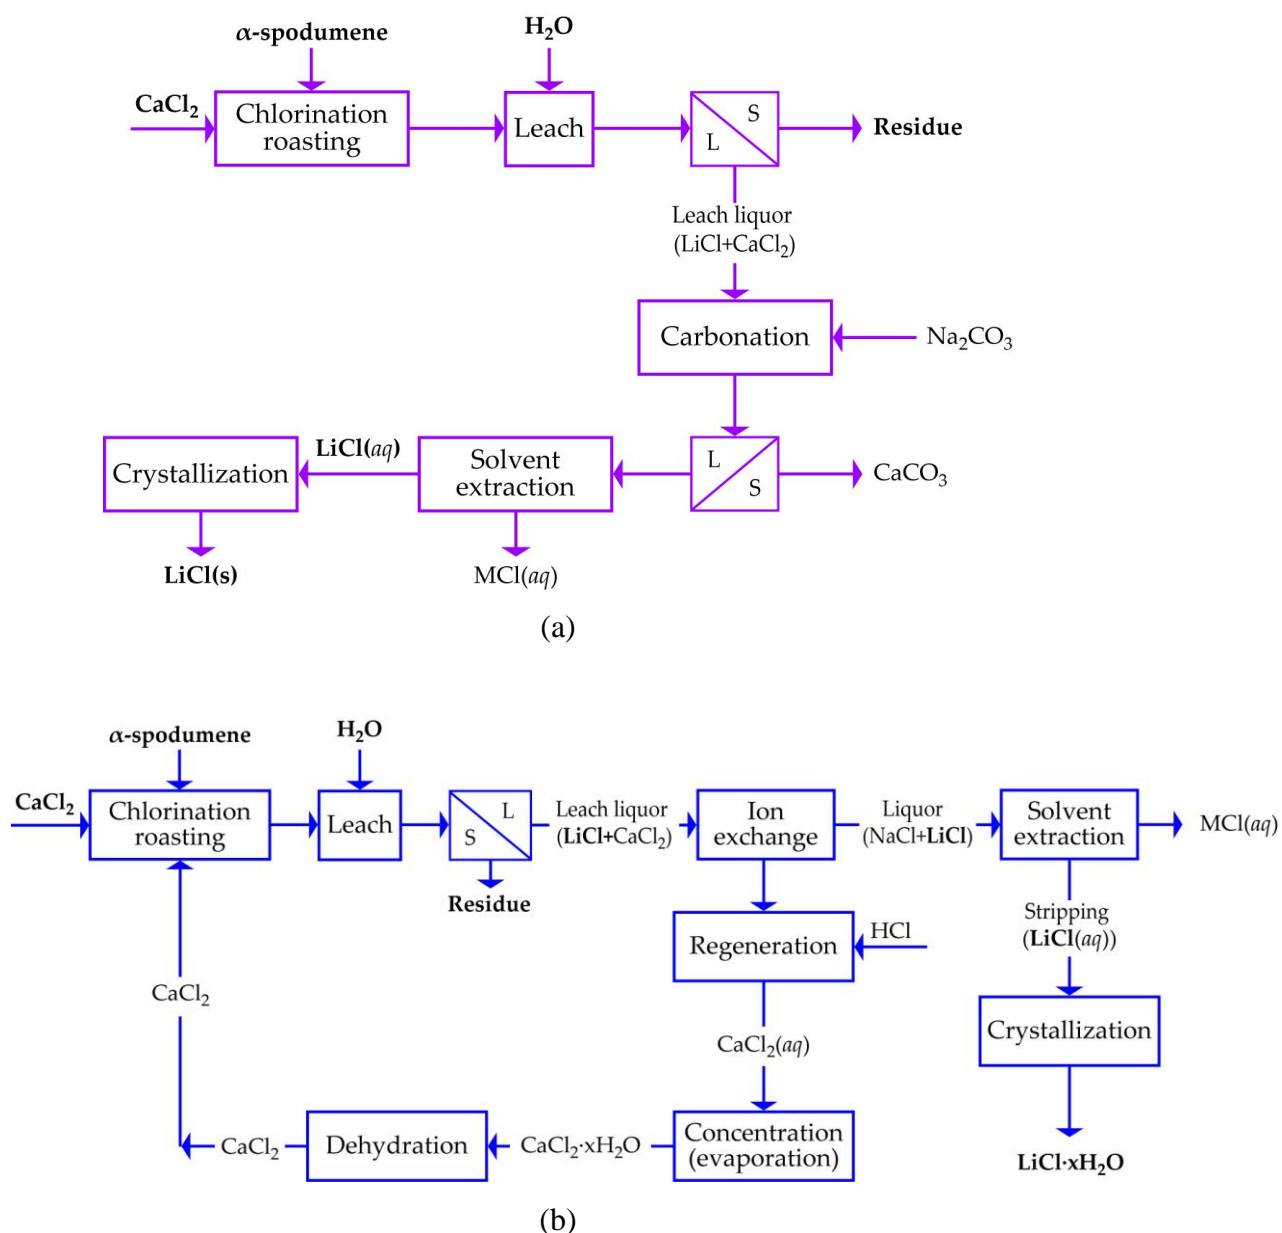 α-spodumene
H₂O
CaCl₂
Chlorination
roasting
Leach
S
L
Residue
Leach liquor
(LiCl+CaCl₂)
Carbonation
Na₂CO₃
Crystallization
LiCl(aq)
Solvent
extraction
L
S
CaCO₃
LiCl(s)
MCl(aq)
(a)
α-spodumene
H₂O
CaCl₂
Chlorination
roasting
Leach
L
S
Leach liquor
(LiCl+CaCl₂)
Ion
exchange
Liquor
(NaCl+LiCl)
Solvent
extraction
MCl(aq)
Residue
Regeneration
HCl
Stripping
(LiCl(aq))
CaCl₂
CaCl₂(aq)
Crystallization
CaCl₂
Dehydration
CaCl₂·xH₂O
Concentration
(evaporation)
LiCl·xH₂O
(b)